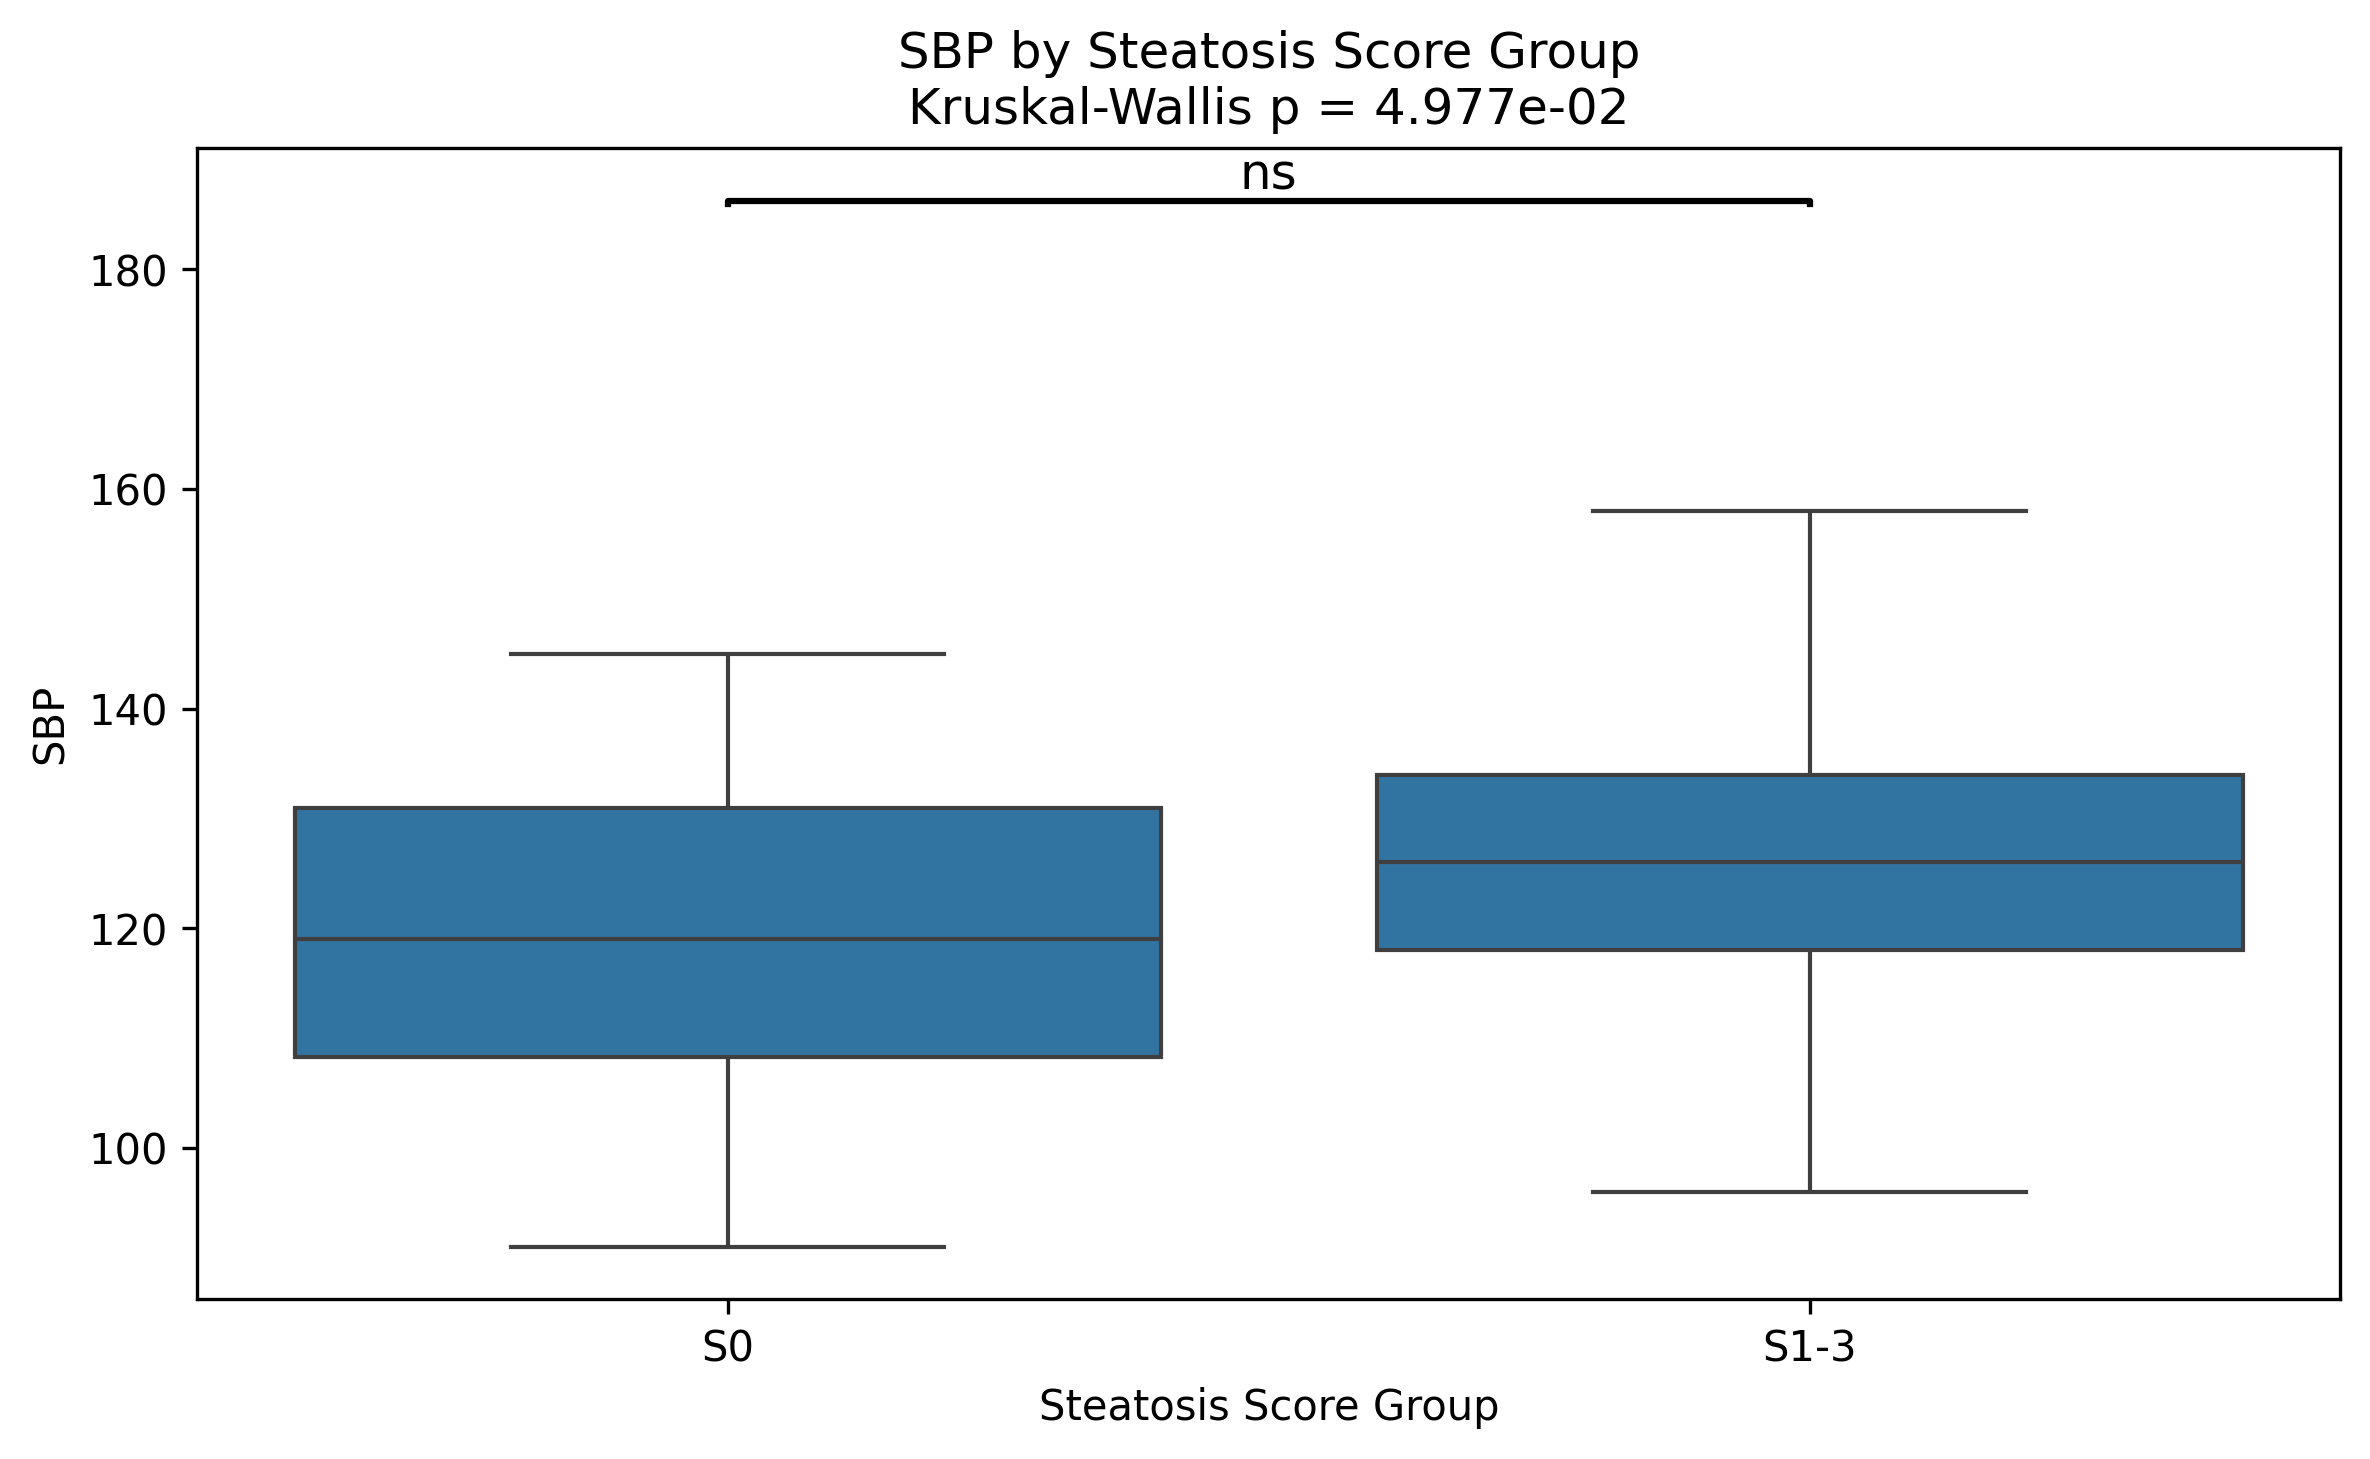 SBP by Steatosis Score Group
Kruskal-Wallis p = 4.977e-02
ns
180
160
140
120
100
SBP
S0
S1-3
Steatosis Score Group